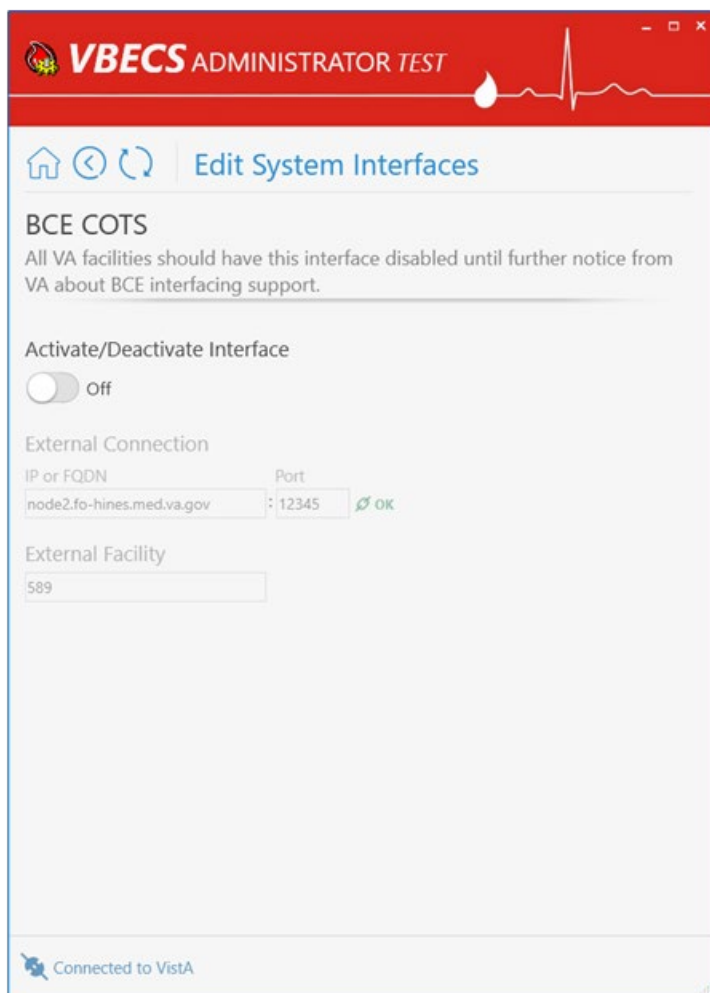 VBECS ADMINISTRATOR TEST
Edit System Interfaces
BCE COTS
All VA facilities should have this interface disabled until further notice from
VA about BCE interfacing support.
Activate/Deactivate Interface
Off
External Connection
IP or FQDN Port
node2.fo-hines.med.va.gov : 12345 OK
External Facility
589
Connected to VistA